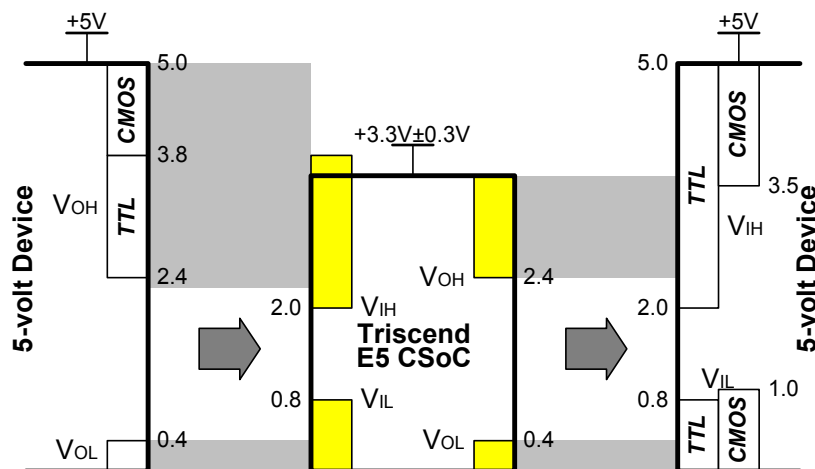 +5V
5.0
CMOS
3.8
TTL
VOH
2.4
5-volt Device
VOL
0.4
+3.3V±0.3V
2.0
VIH
VOH
2.4
Triscend
E5 CSoC
0.8
VIL
VOL
0.4
+5V
5.0
CMOS
TTL
3.5
VIH
2.0
5-volt Device
VIL
1.0
0.8
TTL
CMOS